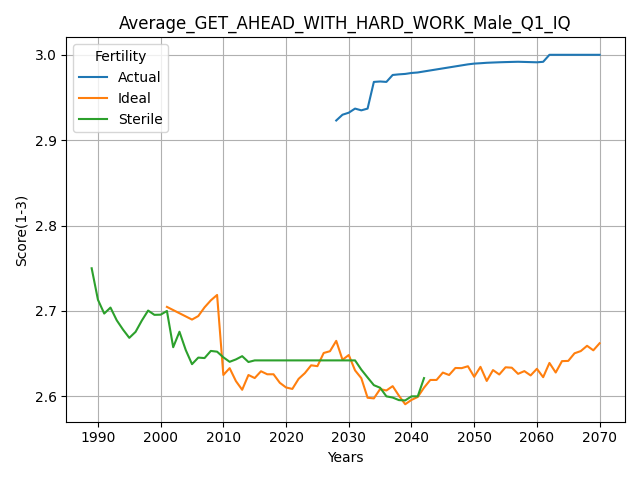 Average_GET_AHEAD_WITH_HARD_WORK_Male_Q1_IQ
Fertility
Actual
Ideal
Sterile
Score(1-3)
3.0
2.9
2.8
2.7
2.6
1990 2000 2010 2020 2030 2040 2050 2060 2070
Years